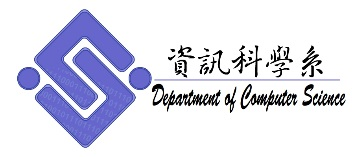 資訊科學系
Department of Computer Science